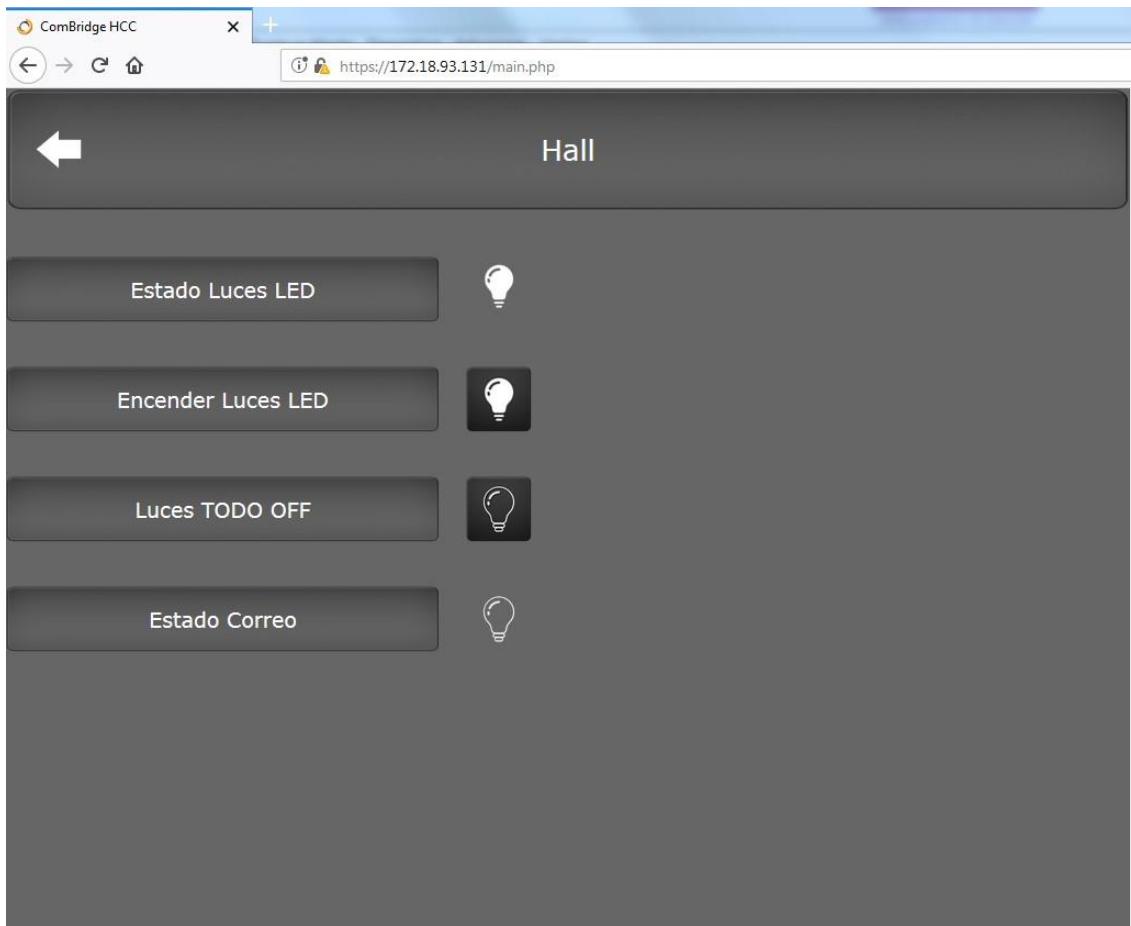 ComBridge HCC
https://172.18.93.131/main.php
Hall
Estado Luces LED
Encender Luces LED
Luces TODO OFF
Estado Correo